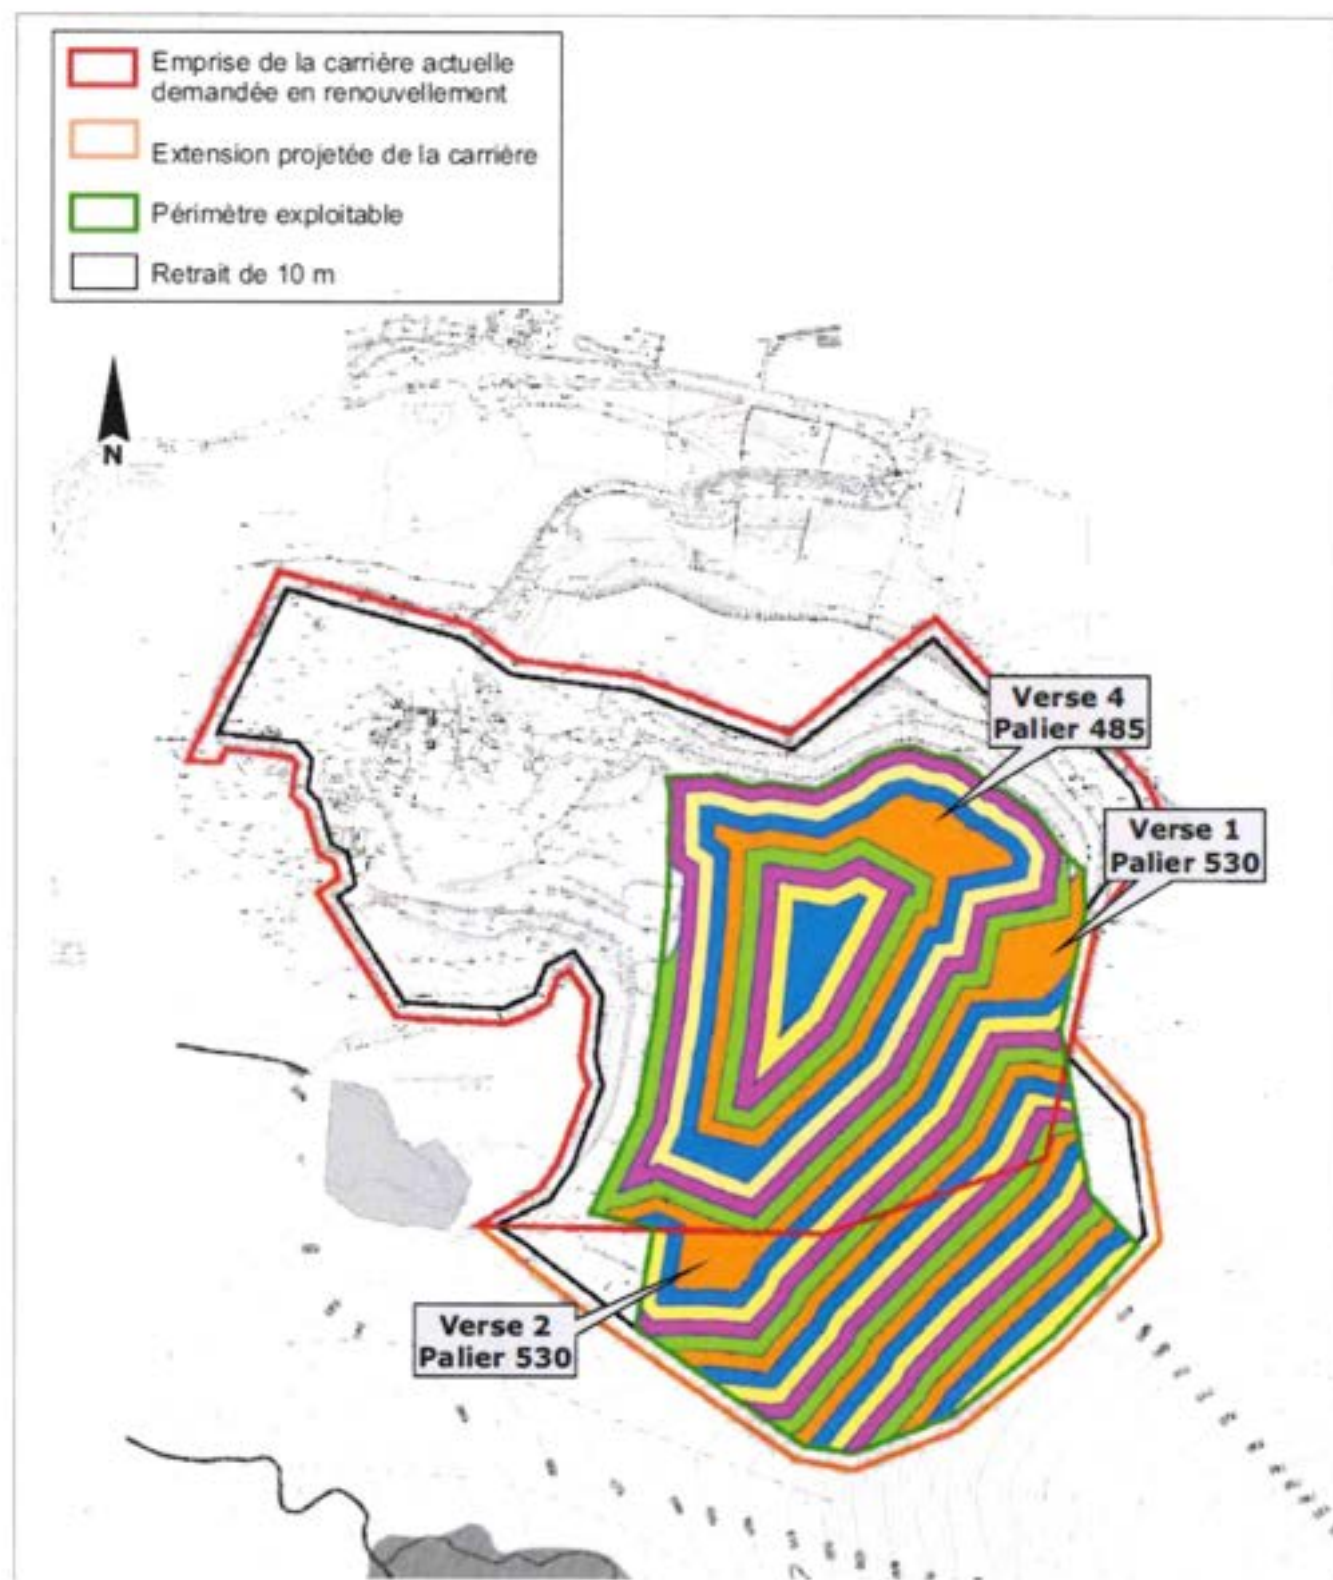 Emprise de la carrière actuelle
demandée en renouvellement
Extension projetée de la carrière
Périmètre exploitable
Retrait de 10 m
N
Verse 4
Palier 485
Verse 1
Palier 530
Verse 2
Palier 530